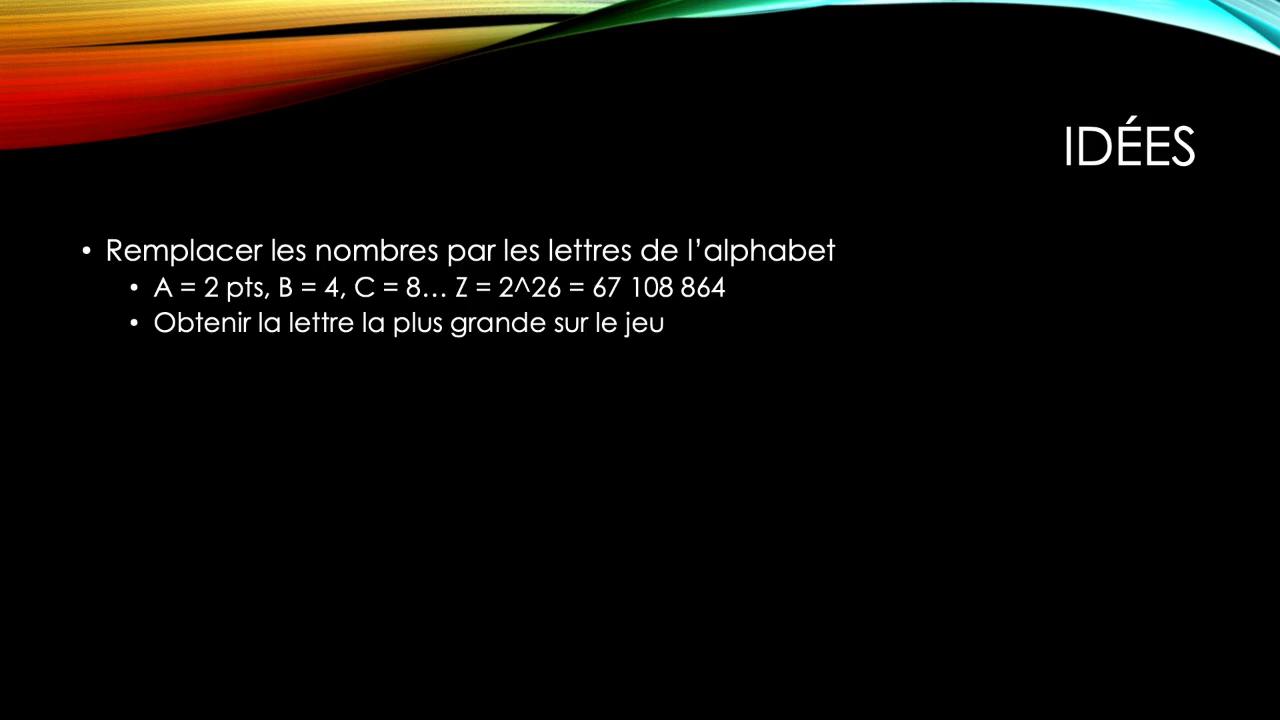 IDÉES
• Remplacer les nombres par les lettres de l’alphabet
• A = 2 pts, B = 4, C = 8… Z = 2^26 = 67 108 864
• Obtenir la lettre la plus grande sur le jeu